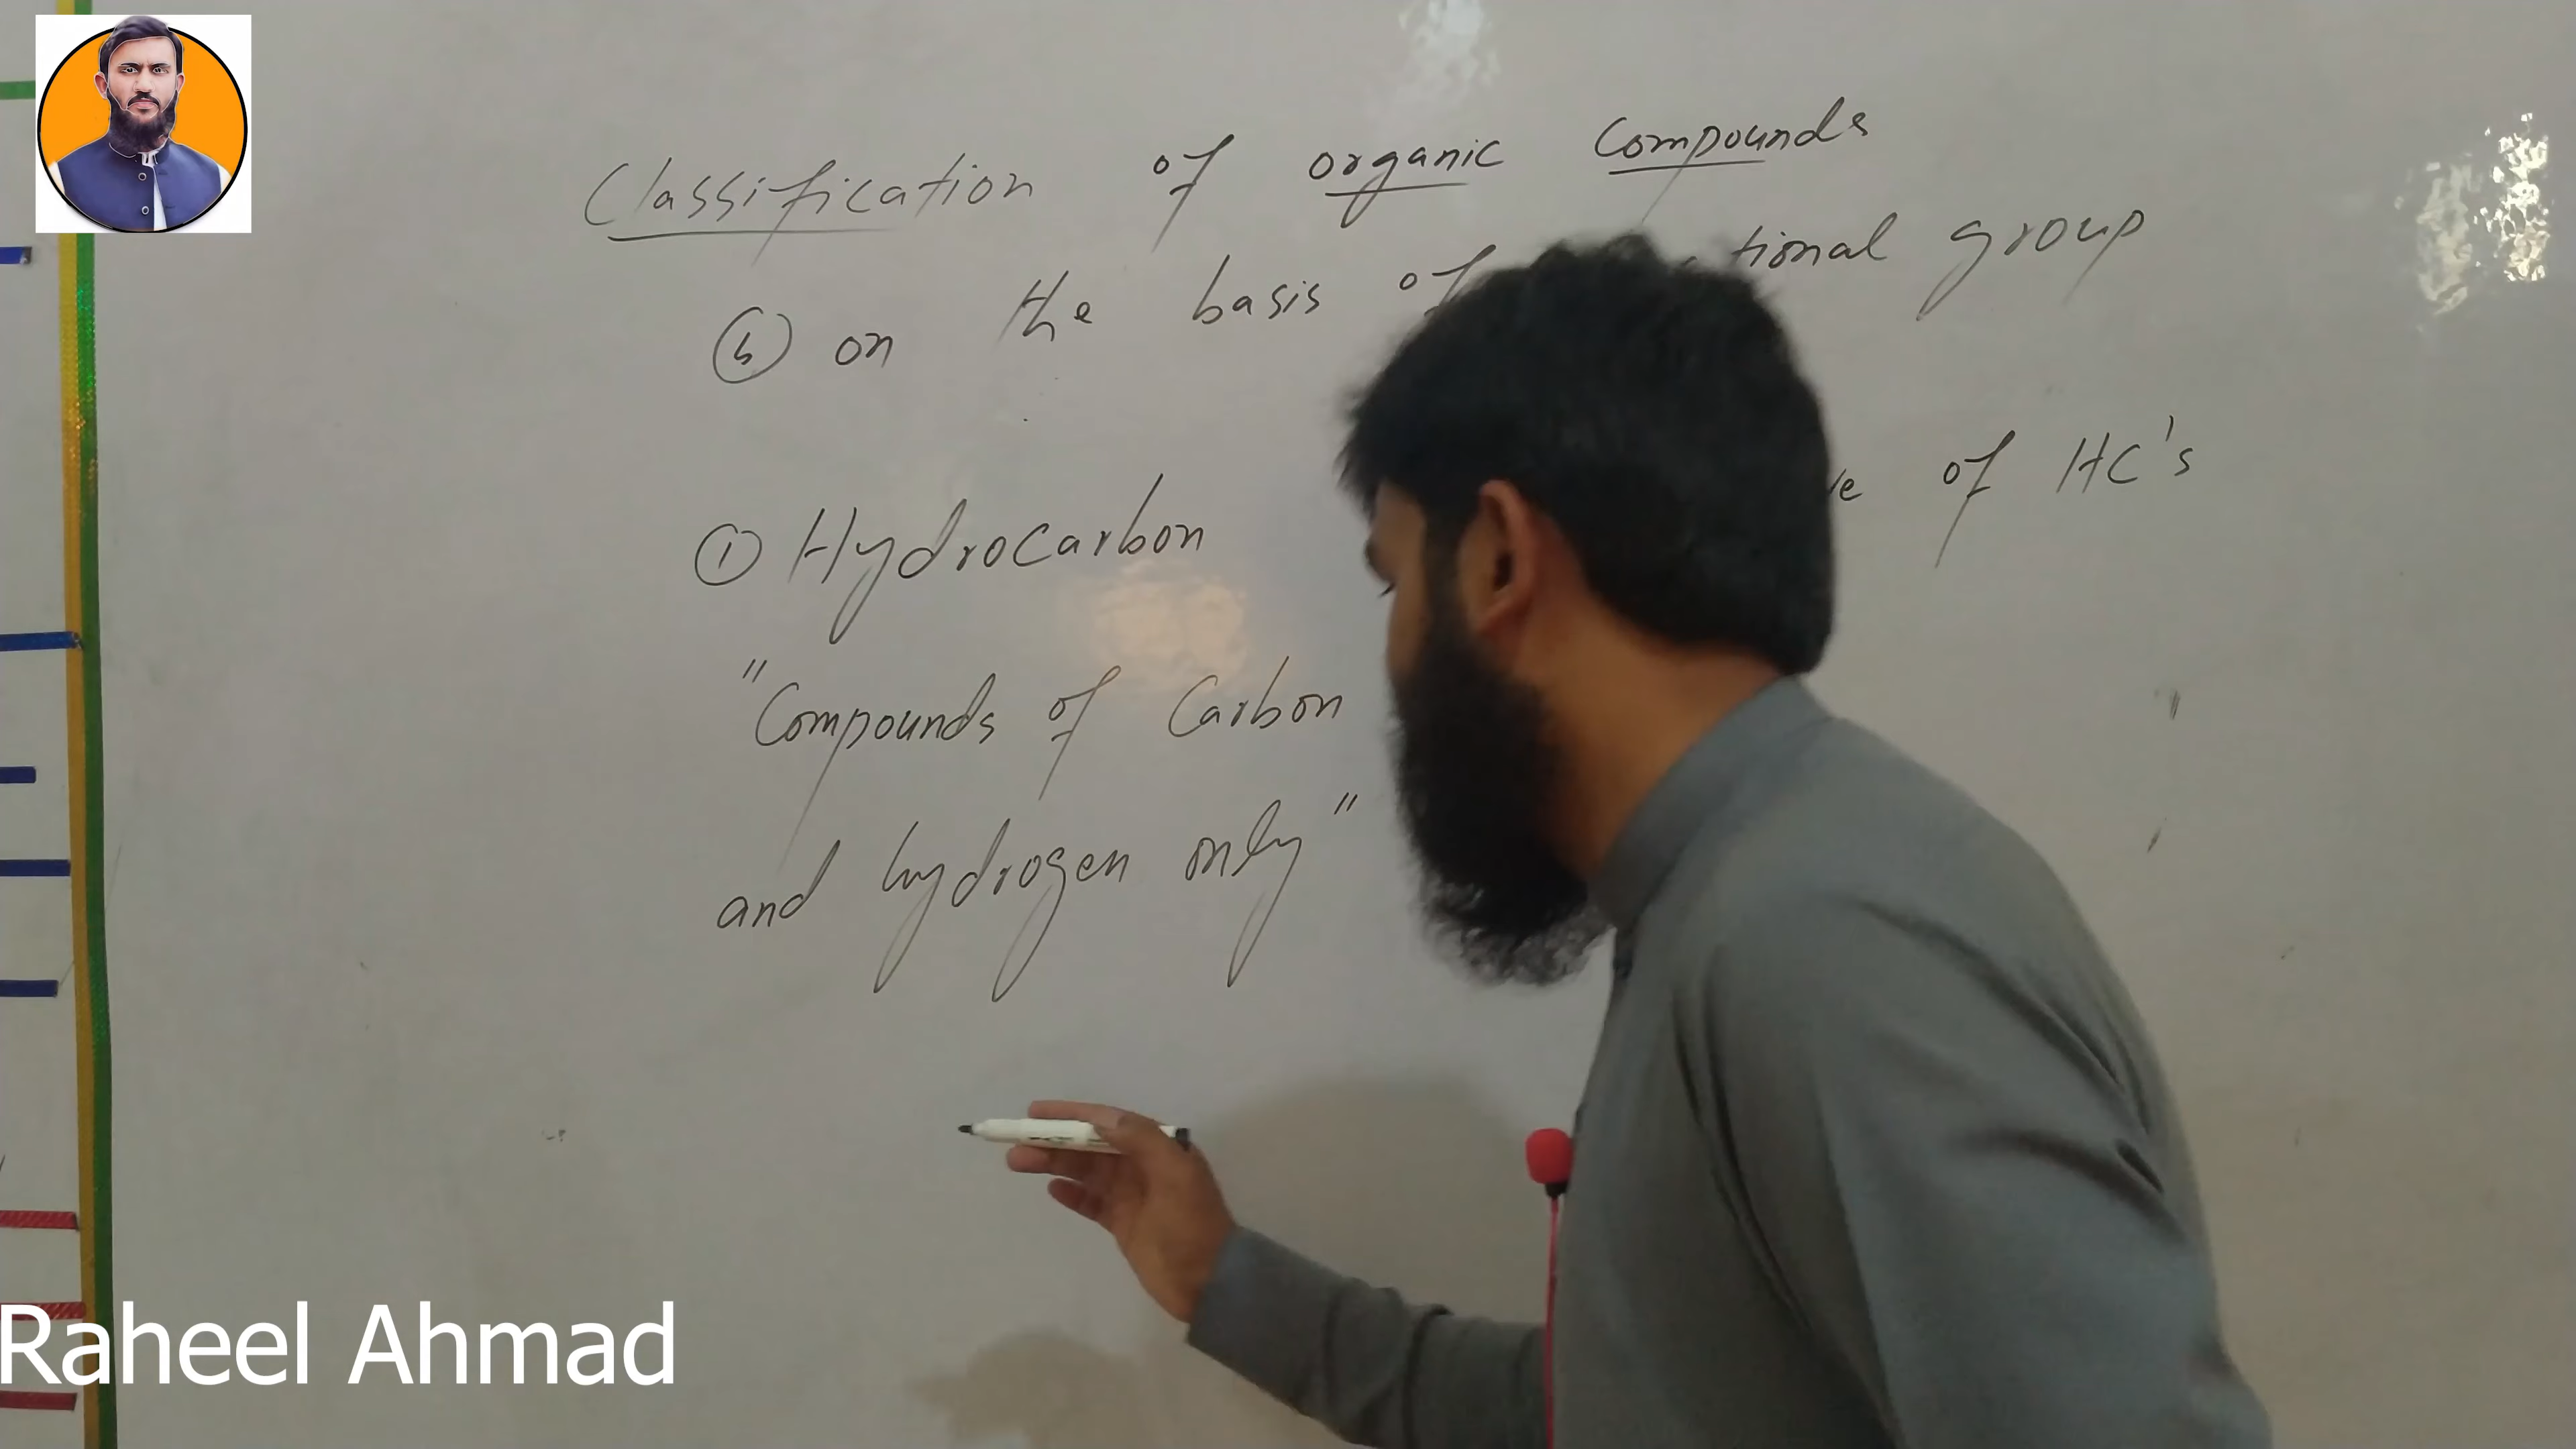 Classification of organic Compounds
(b) on the basis of tional group
① Hydrocarbon
of HC's
"Compounds of Carbon
and hydrogen only"
Raheel Ahmad